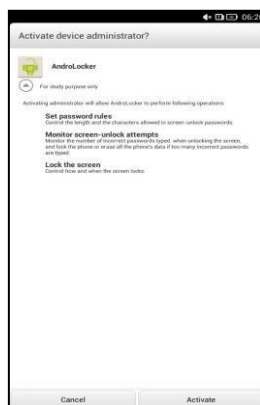 06:20
Activate device administrator?
AndroLocker
For study purpose only
Activating administrator will allow AndroLocker to perform following operations
Set password rules
Control the length and the characters allowed in screen-unlock passwords.
Monitor screen-unlock attempts
Monitor the number of incorrect passwords typed, when unlocking the screen,
and lock the phone or erase all the phone's data if too many incorrect passwords
are typed.
Lock the screen
Control how and when the screen locks.
Cancel
Activate